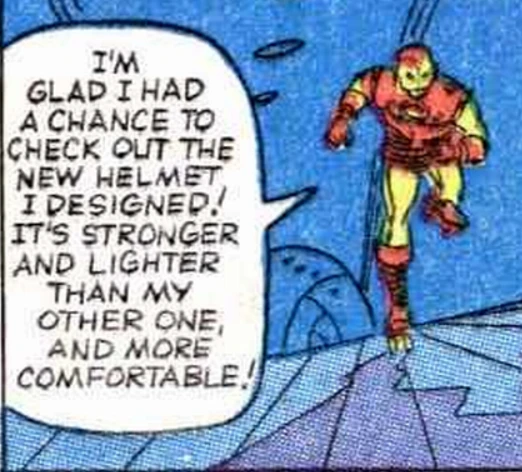 I'M
GLAD I HAD
A CHANCE TO
CHECK OUT THE
NEW HELMET
I DESIGNED!
IT'S STRONGER
AND LIGHTER
THAN MY
OTHER ONE,
AND MORE
COMFORTABLE!